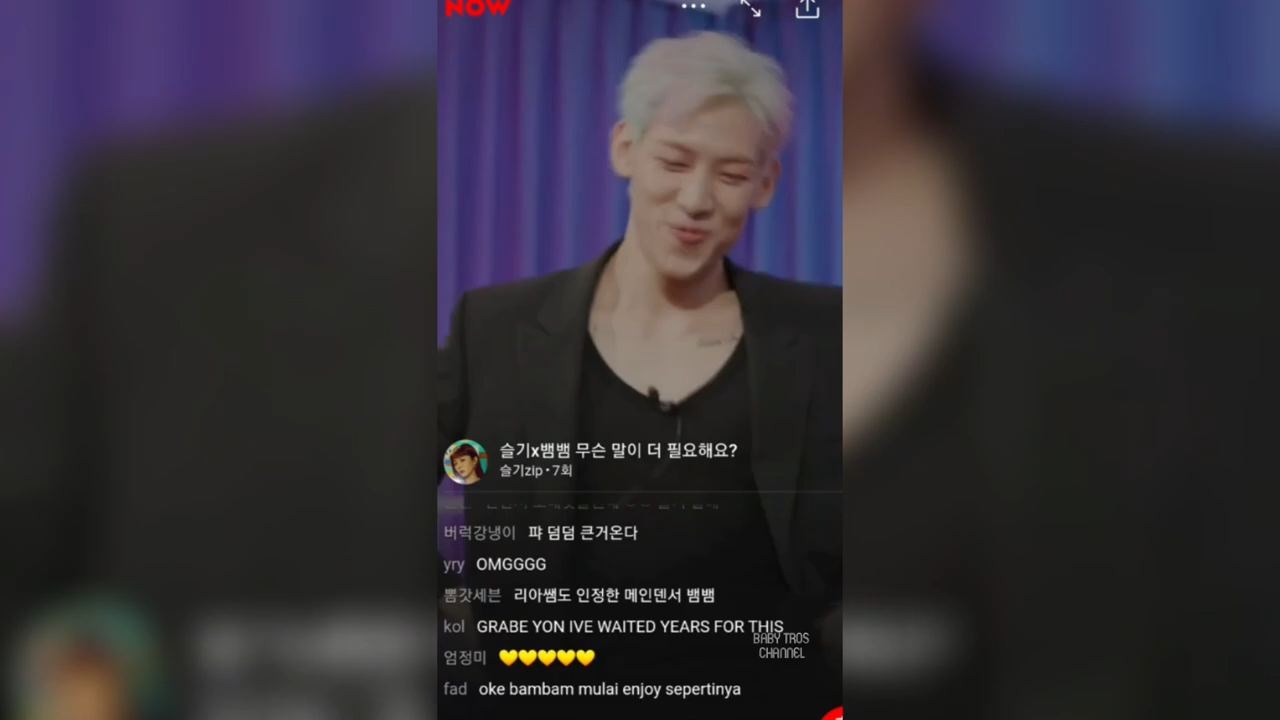 NOW
슬기x뱀뱀 무슨 말이 더 필요해요?
슬기zip • 7회
버럭강냉이 퍄 덤덤 큰거온다
yry OMGGGG
뽐갓세븐 리아쌤도 인정한 메인덴서 뱀뱀
kol GRABE YON IVE WAITED YEARS FOR THIS
BABY TROS
CHANNEL
엄정미 💛💛💛💛💛
fad oke bambam mulai enjoy sepertinya